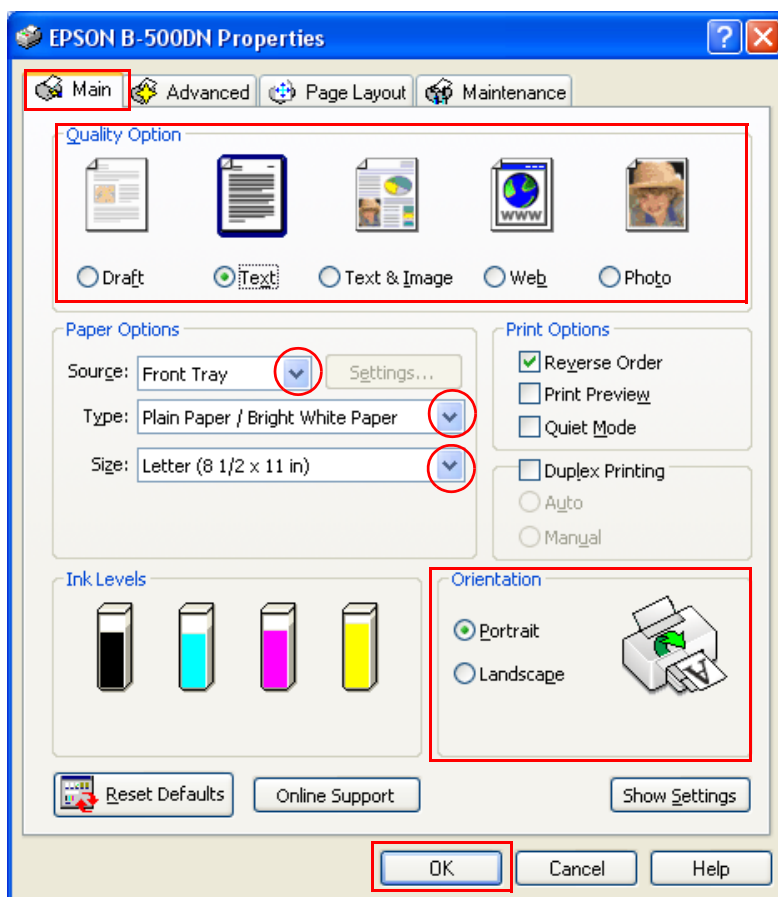 EPSON B-500DN Properties
Main Advanced Page Layout Maintenance
Quality Option
WWW
Draft Text Text & Image Web Photo
Paper Options
Source: Front Tray Settings...
Type: Plain Paper / Bright White Paper
Size: Letter (8 1/2 x 11 in)
Print Options
Reverse Order
Print Preview
Quiet Mode
Duplex Printing
Auto
Manual
Ink Levels
Orientation
Portrait
Landscape
A
Reset Defaults Online Support Show Settings
OK Cancel Help